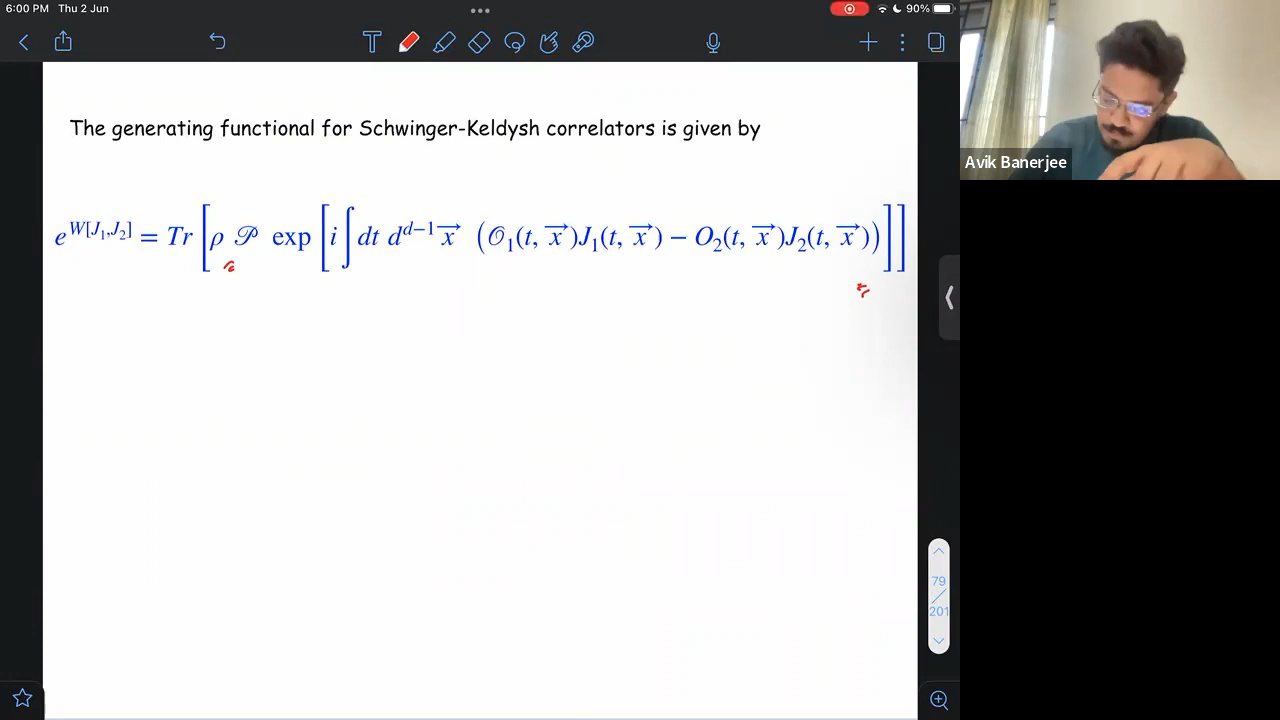 6:00 PM Thu 2 Jun
90%
The generating functional for Schwinger-Keldysh correlators is given by
e^{W[J_1,J_2]} = Tr [ρ 𝒫 exp [i ∫ dt d^{d−1}x⃗ (𝒪_1(t, x⃗)J_1(t, x⃗) − O_2(t, x⃗)J_2(t, x⃗))]]
Avik Banerjee
79
201